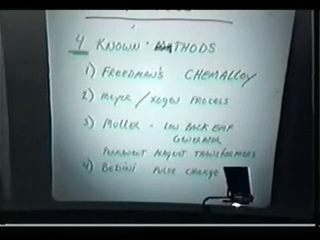 4 KNOWN METHODS
1) FREEDMAN'S CHEMALLOY
2) MEYER / XOGEN PROCESS
3) MULLER - LOW BACK EMF
GENERATOR
PERMANENT MAGNET TRANSFORMERS
4) BEDINI PULSE CHARGE